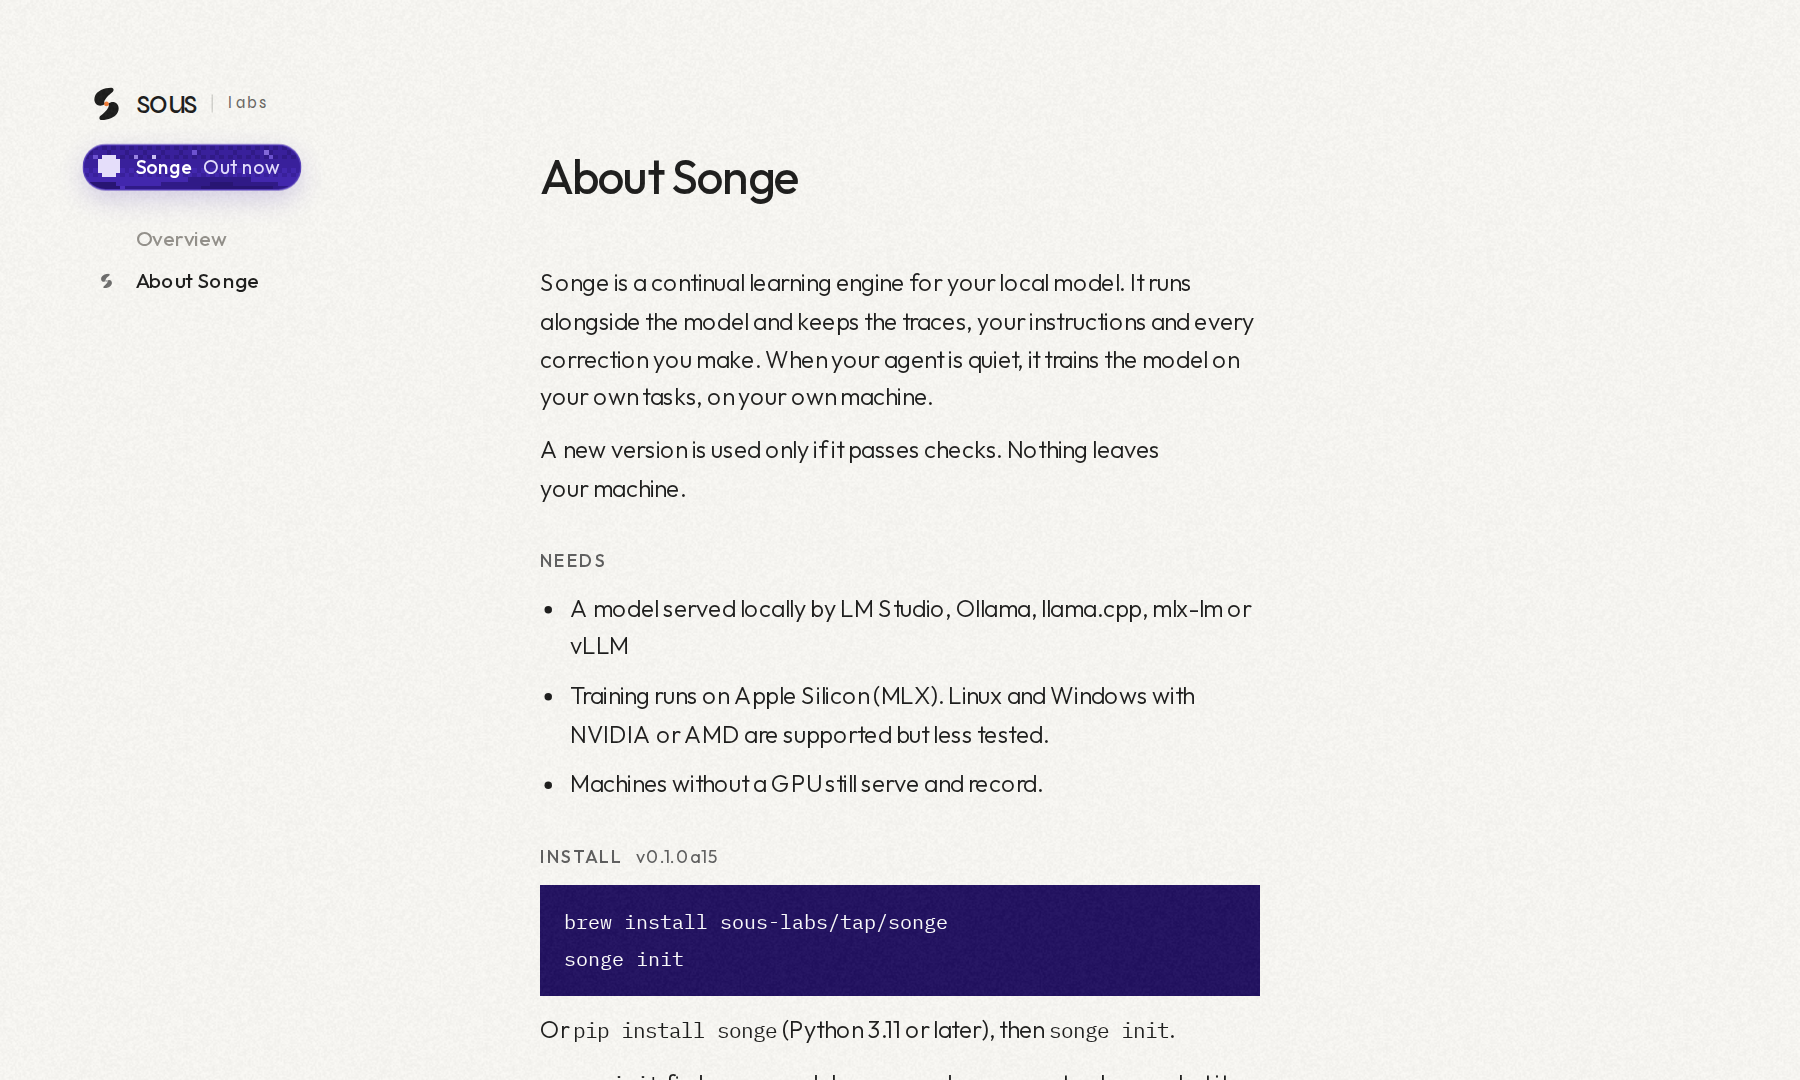 sous | labs
Songe Out now
Overview
About Songe
About Songe
Songe is a continual learning engine for your local model. It runs
alongside the model and keeps the traces, your instructions and every
correction you make. When your agent is quiet, it trains the model on
your own tasks, on your own machine.
A new version is used only if it passes checks. Nothing leaves
your machine.
NEEDS
• A model served locally by LM Studio, Ollama, llama.cpp, mlx-lm or
vLLM
• Training runs on Apple Silicon (MLX). Linux and Windows with
NVIDIA or AMD are supported but less tested.
• Machines without a GPU still serve and record.
INSTALL v0.1.0a15
brew install sous-labs/tap/songe
songe init
Or pip install songe (Python 3.11 or later), then songe init.